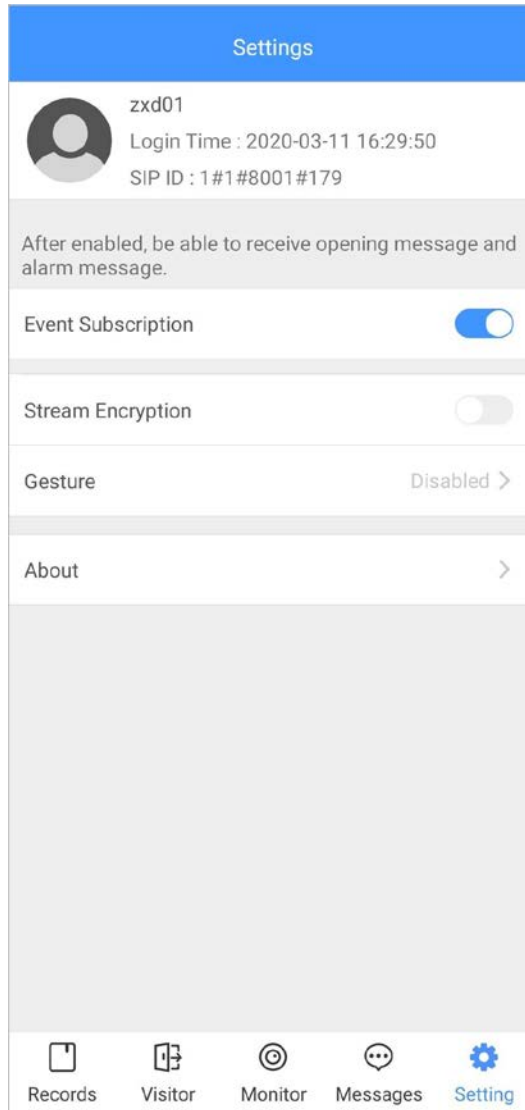 Settings
zxd01
Login Time : 2020-03-11 16:29:50
SIP ID : 1#1#8001#179
After enabled, be able to receive opening message and
alarm message.
Event Subscription
Stream Encryption
Gesture Disabled >
About >
Records Visitor Monitor Messages Setting